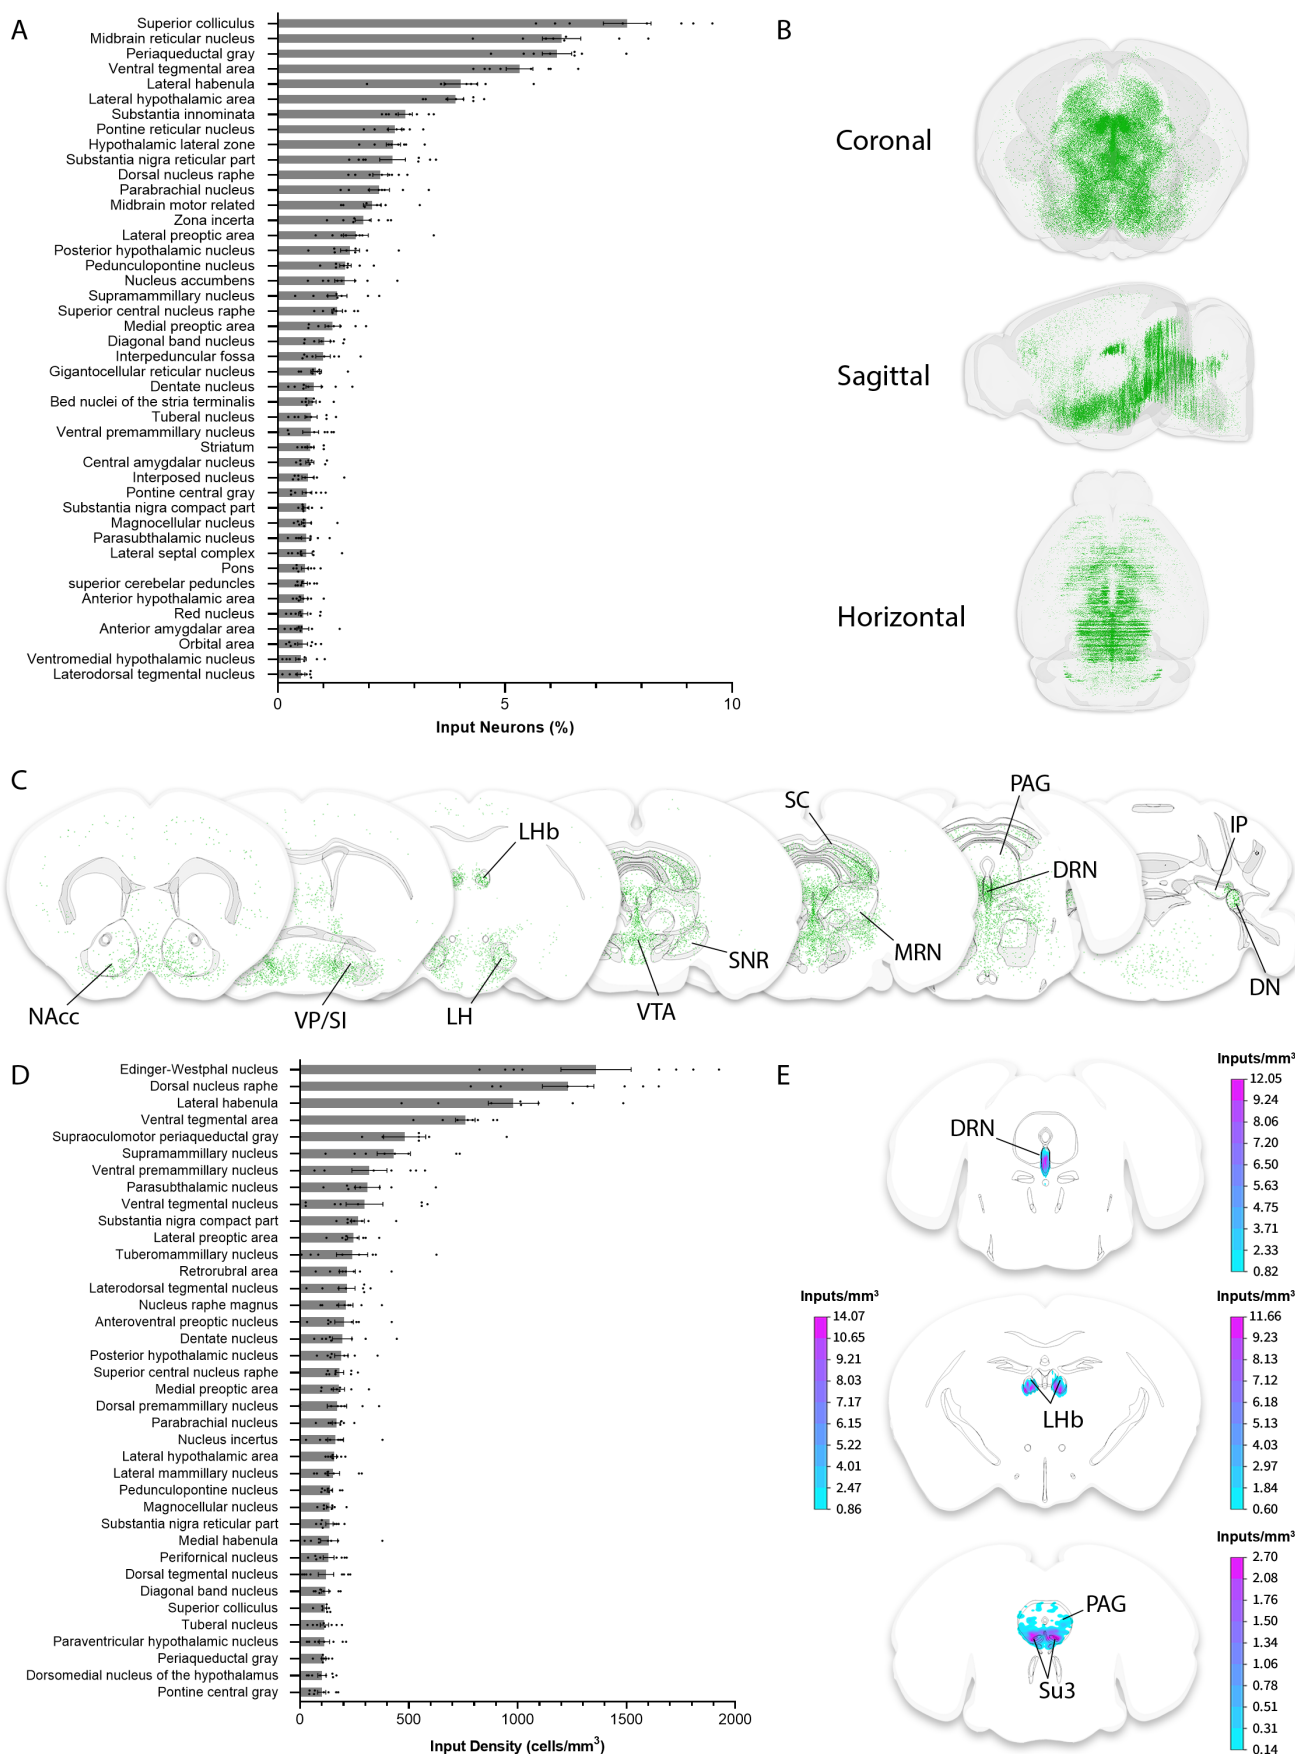 A
Superior colliculus
Midbrain reticular nucleus
Periaqueductal gray
Ventral tegmental area
Lateral habenula
Lateral hypothalamic area
Substantia innominata
Pontine reticular nucleus
Hypothalamic lateral zone
Substantia nigra reticular part
Dorsal nucleus raphe
Parabrachial nucleus
Midbrain motor related
Zona incerta
Lateral preoptic area
Posterior hypothalamic nucleus
Pedunculopontine nucleus
Nucleus accumbens
Supramammillary nucleus
Superior central nucleus raphe
Medial preoptic area
Diagonal band nucleus
Interpeduncular fossa
Gigantocellular reticular nucleus
Dentate nucleus
Bed nuclei of the stria terminalis
Tuberal nucleus
Ventral premammillary nucleus
Striatum
Central amygdalar nucleus
Interposed nucleus
Pontine central gray
Substantia nigra compact part
Magnocellular nucleus
Parasubthalamic nucleus
Lateral septal complex
Pons
superior cerebelar peduncles
Anterior hypothalamic area
Red nucleus
Anterior amygdalar area
Orbital area
Ventromedial hypothalamic nucleus
Laterodorsal tegmental nucleus
0 5 10
Input Neurons (%)
B
Coronal
Sagittal
Horizontal
C
NAcc
VP/SI
LHb
LH
VTA
SNR
SC
MRN
PAG
DRN
IP
DN
D
Edinger-Westphal nucleus
Dorsal nucleus raphe
Lateral habenula
Ventral tegmental area
Supraoculomotor periaqueductal gray
Supramammillary nucleus
Ventral premammillary nucleus
Parasubthalamic nucleus
Ventral tegmental nucleus
Substantia nigra compact part
Lateral preoptic area
Tuberomammillary nucleus
Retrorubral area
Laterodorsal tegmental nucleus
Nucleus raphe magnus
Anteroventral preoptic nucleus
Dentate nucleus
Posterior hypothalamic nucleus
Superior central nucleus raphe
Medial preoptic area
Dorsal premammillary nucleus
Parabrachial nucleus
Nucleus incertus
Lateral hypothalamic area
Lateral mammillary nucleus
Pedunculopontine nucleus
Magnocellular nucleus
Substantia nigra reticular part
Medial habenula
Perifornical nucleus
Dorsal tegmental nucleus
Diagonal band nucleus
Superior colliculus
Tuberal nucleus
Paraventricular hypothalamic nucleus
Periaqueductal gray
Dorsomedial nucleus of the hypothalamus
Pontine central gray
0 500 1000 1500 2000
Input Density (cells/mm³)
E
DRN
Inputs/mm³
12.05
9.24
8.06
7.20
6.50
5.63
4.75
3.71
2.33
0.82
Inputs/mm³
14.07
10.65
9.21
8.03
7.17
6.15
5.22
4.01
2.47
0.86
LHb
Inputs/mm³
11.66
9.23
8.13
7.12
6.18
5.13
4.03
2.97
1.84
0.60
PAG
Su3
Inputs/mm³
2.70
2.08
1.76
1.50
1.34
1.06
0.78
0.51
0.31
0.14